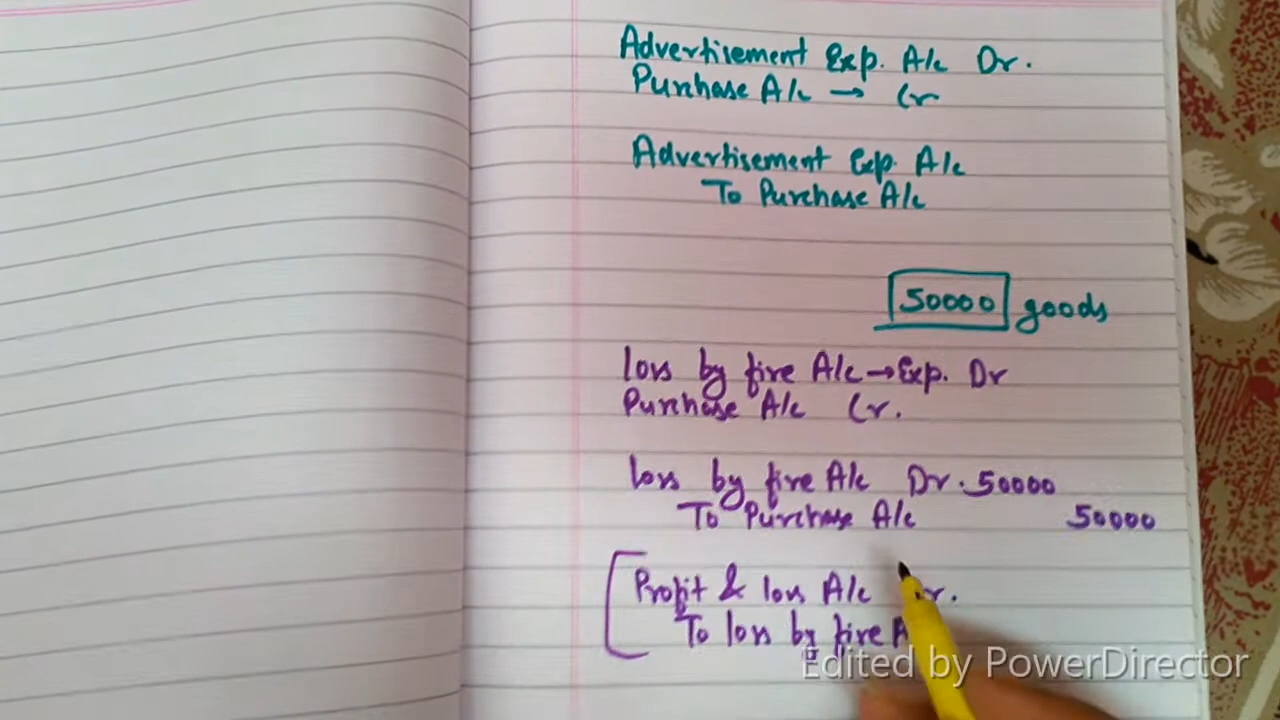 Advertisement Exp. A/c Dr.
Purchase A/c → Cr
Advertisement Exp. A/c
To Purchase A/c
50000 goods
loss by fire A/c → Exp. Dr
Purchase A/c Cr.
loss by fire A/c Dr. 50000
To Purchase A/c 50000
Profit & loss A/c
To loss by fire
Edited by PowerDirector